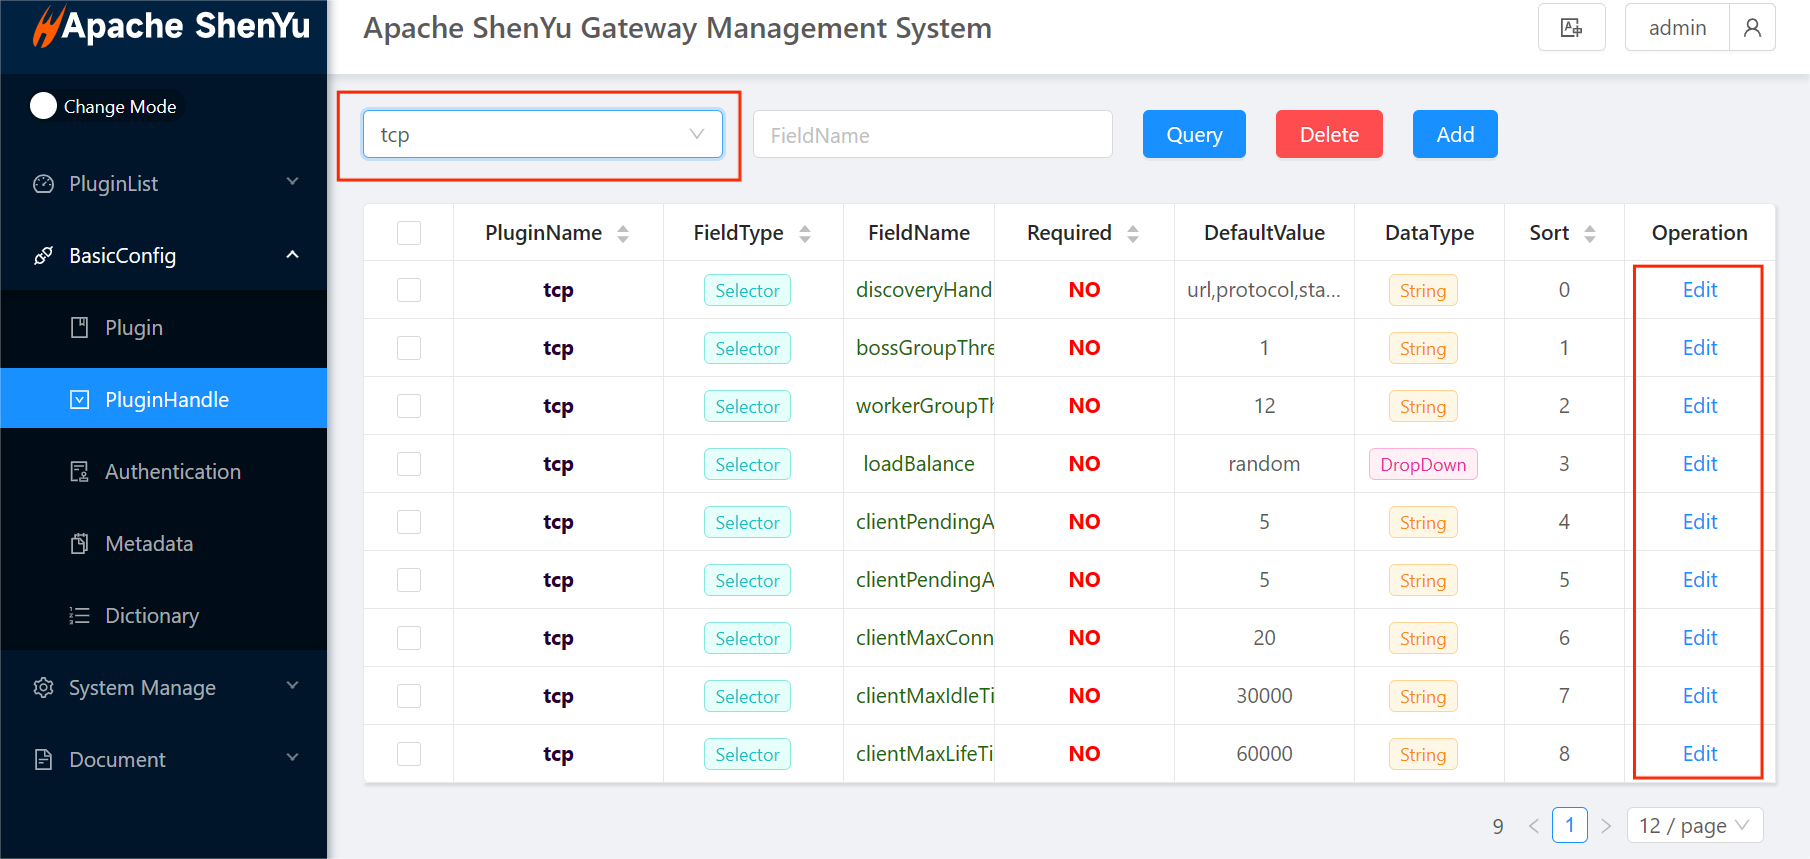 Apache ShenYu
Apache ShenYu Gateway Management System
admin
Change Mode
PluginList
BasicConfig
Plugin
PluginHandle
Authentication
Metadata
Dictionary
System Manage
Document
tcp
FieldName
Query
Delete
Add
PluginName FieldType FieldName Required DefaultValue DataType Sort Operation
tcp Selector discoveryHand NO url,protocol,sta... String 0 Edit
tcp Selector bossGroupThre NO 1 String 1 Edit
tcp Selector workerGroupTh NO 12 String 2 Edit
tcp Selector loadBalance NO random DropDown 3 Edit
tcp Selector clientPendingA NO 5 String 4 Edit
tcp Selector clientPendingA NO 5 String 5 Edit
tcp Selector clientMaxConn NO 20 String 6 Edit
tcp Selector clientMaxIdleTi NO 30000 String 7 Edit
tcp Selector clientMaxLifeTi NO 60000 String 8 Edit
9 < 1 > 12 / page